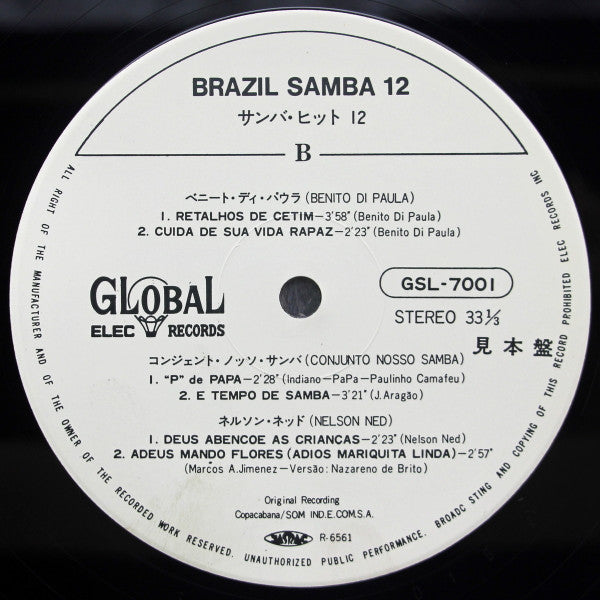 BRAZIL SAMBA 12
サンバ・ヒット 12
B
ベニート・ディ・パウラ (BENITO DI PAULA)
1. RETALHOS DE CETIM—3′58″ (Benito Di Paula)
2. CUIDA DE SUA VIDA RAPAZ—2′23″ (Benito Di Paula)
GLOBAL
ELEC RECORDS
GSL-7001
STEREO 33⅓
見本盤
コンジェント・ノッソ・サンバ (CONJUNTO NOSSO SAMBA)
1. “P” de PAPA—2′28″ (Indiano—PaPa—Paulinho Camafeu)
2. E TEMPO DE SAMBA—3′21″ (J. Aragão)
ネルソン・ネッド (NELSON NED)
1. DEUS ABENCOE AS CRIANCAS—2′23″ (Nelson Ned)
2. ADEUS MANDO FLORES (ADIOS MARIQUITA LINDA)—2′57″
(Marcos A. Jimenez—Versão: Nazareno de Brito)
Original Recording
Copacabana/SOM IND. E. COM. S. A.
JASRAC R-6561
ALL RIGHT OF THE MANUFACTURER AND OF THE OWNER OF THE RECORDED WORK RESERVED. UNAUTHORIZED PUBLIC PERFORMANCE. BROADC STING AND COPYING OF THIS RECORD PROHIBITED ELEC RECORDS INC